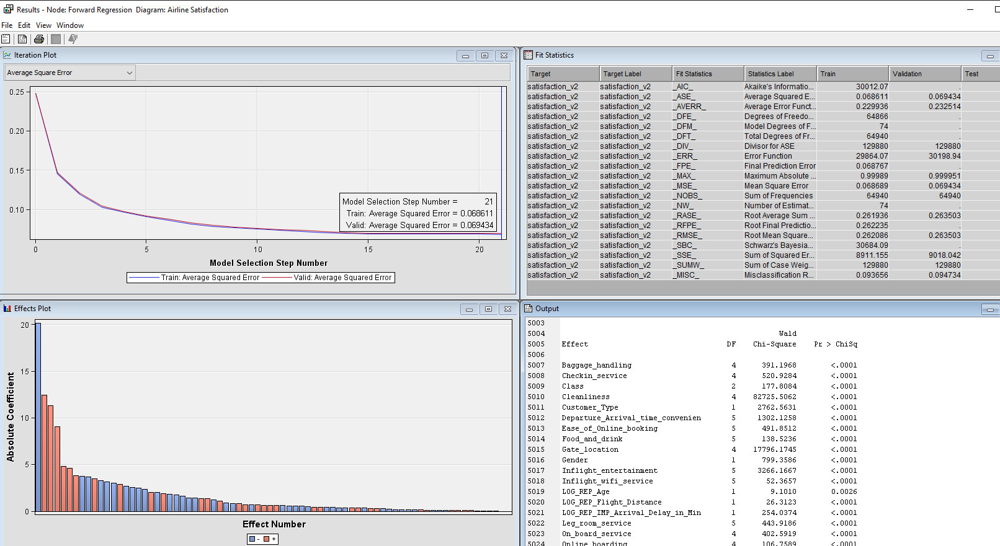 Results - Node: Forward Regression  Diagram: Airline Satisfaction
File Edit View Window
Iteration Plot
Average Square Error
0.25
0.20
0.15
0.10
Model Selection Step Number = 21
Train: Average Squared Error = 0.068611
Valid: Average Squared Error = 0.069434
0 5 10 15 20
Model Selection Step Number
Train: Average Squared Error Valid: Average Squared Error
Fit Statistics
Target Target Label Fit Statistics Statistics Label Train Validation Test
satisfaction_v2 satisfaction_v2 _AIC_ Akaike's Informatio... 30012.07 .
satisfaction_v2 satisfaction_v2 _ASE_ Average Squared E... 0.068611 0.069434
satisfaction_v2 satisfaction_v2 _AVERR_ Average Error Funct... 0.229936 0.232514
satisfaction_v2 satisfaction_v2 _DFE_ Degrees of Freedo... 64866 .
satisfaction_v2 satisfaction_v2 _DFM_ Model Degrees of F... 74 .
satisfaction_v2 satisfaction_v2 _DFT_ Total Degrees of Fr... 64940 .
satisfaction_v2 satisfaction_v2 _DIV_ Divisor for ASE 129880 129880
satisfaction_v2 satisfaction_v2 _ERR_ Error Function 29864.07 30198.94
satisfaction_v2 satisfaction_v2 _FPE_ Final Prediction Error 0.068767 .
satisfaction_v2 satisfaction_v2 _MAX_ Maximum Absolute ... 0.99989 0.999951
satisfaction_v2 satisfaction_v2 _MSE_ Mean Square Error 0.068689 0.069434
satisfaction_v2 satisfaction_v2 _NOBS_ Sum of Frequencies 64940 64940
satisfaction_v2 satisfaction_v2 _NW_ Number of Estimat... 74 .
satisfaction_v2 satisfaction_v2 _RASE_ Root Average Sum ... 0.261936 0.263503
satisfaction_v2 satisfaction_v2 _RFPE_ Root Final Predictio... 0.262235 .
satisfaction_v2 satisfaction_v2 _RMSE_ Root Mean Square... 0.262086 0.263503
satisfaction_v2 satisfaction_v2 _SBC_ Schwarz's Bayesia... 30684.09 .
satisfaction_v2 satisfaction_v2 _SSE_ Sum of Squared Er... 8911.155 9018.042
satisfaction_v2 satisfaction_v2 _SUMW_ Sum of Case Weig... 129880 129880
satisfaction_v2 satisfaction_v2 _MISC_ Misclassification R... 0.093656 0.094734
Effects Plot
Absolute Coefficient
20
15
10
5
0
Effect Number
- +
Output
5003
5004 Wald
5005 Effect DF Chi-Square Pr > ChiSq
5006
5007 Baggage_handling 4 391.1968 <.0001
5008 Checkin_service 4 520.9284 <.0001
5009 Class 2 177.8084 <.0001
5010 Cleanliness 4 82725.5062 <.0001
5011 Customer_Type 1 2762.5631 <.0001
5012 Departure_Arrival_time_convenien 5 1302.1258 <.0001
5013 Ease_of_Online_booking 5 491.8512 <.0001
5014 Food_and_drink 5 138.5236 <.0001
5015 Gate_location 4 17796.1745 <.0001
5016 Gender 1 799.3586 <.0001
5017 Inflight_entertainment 5 3266.1667 <.0001
5018 Inflight_wifi_service 5 52.3657 <.0001
5019 LOG_REP_Age 1 9.1010 0.0026
5020 LOG_REP_Flight_Distance 1 26.3123 <.0001
5021 LOG_REP_IMP_Arrival_Delay_in_Min 1 254.0374 <.0001
5022 Leg_room_service 5 443.9186 <.0001
5023 On_board_service 4 402.5919 <.0001
5024 Online_boarding 4 106.7589 <.0001